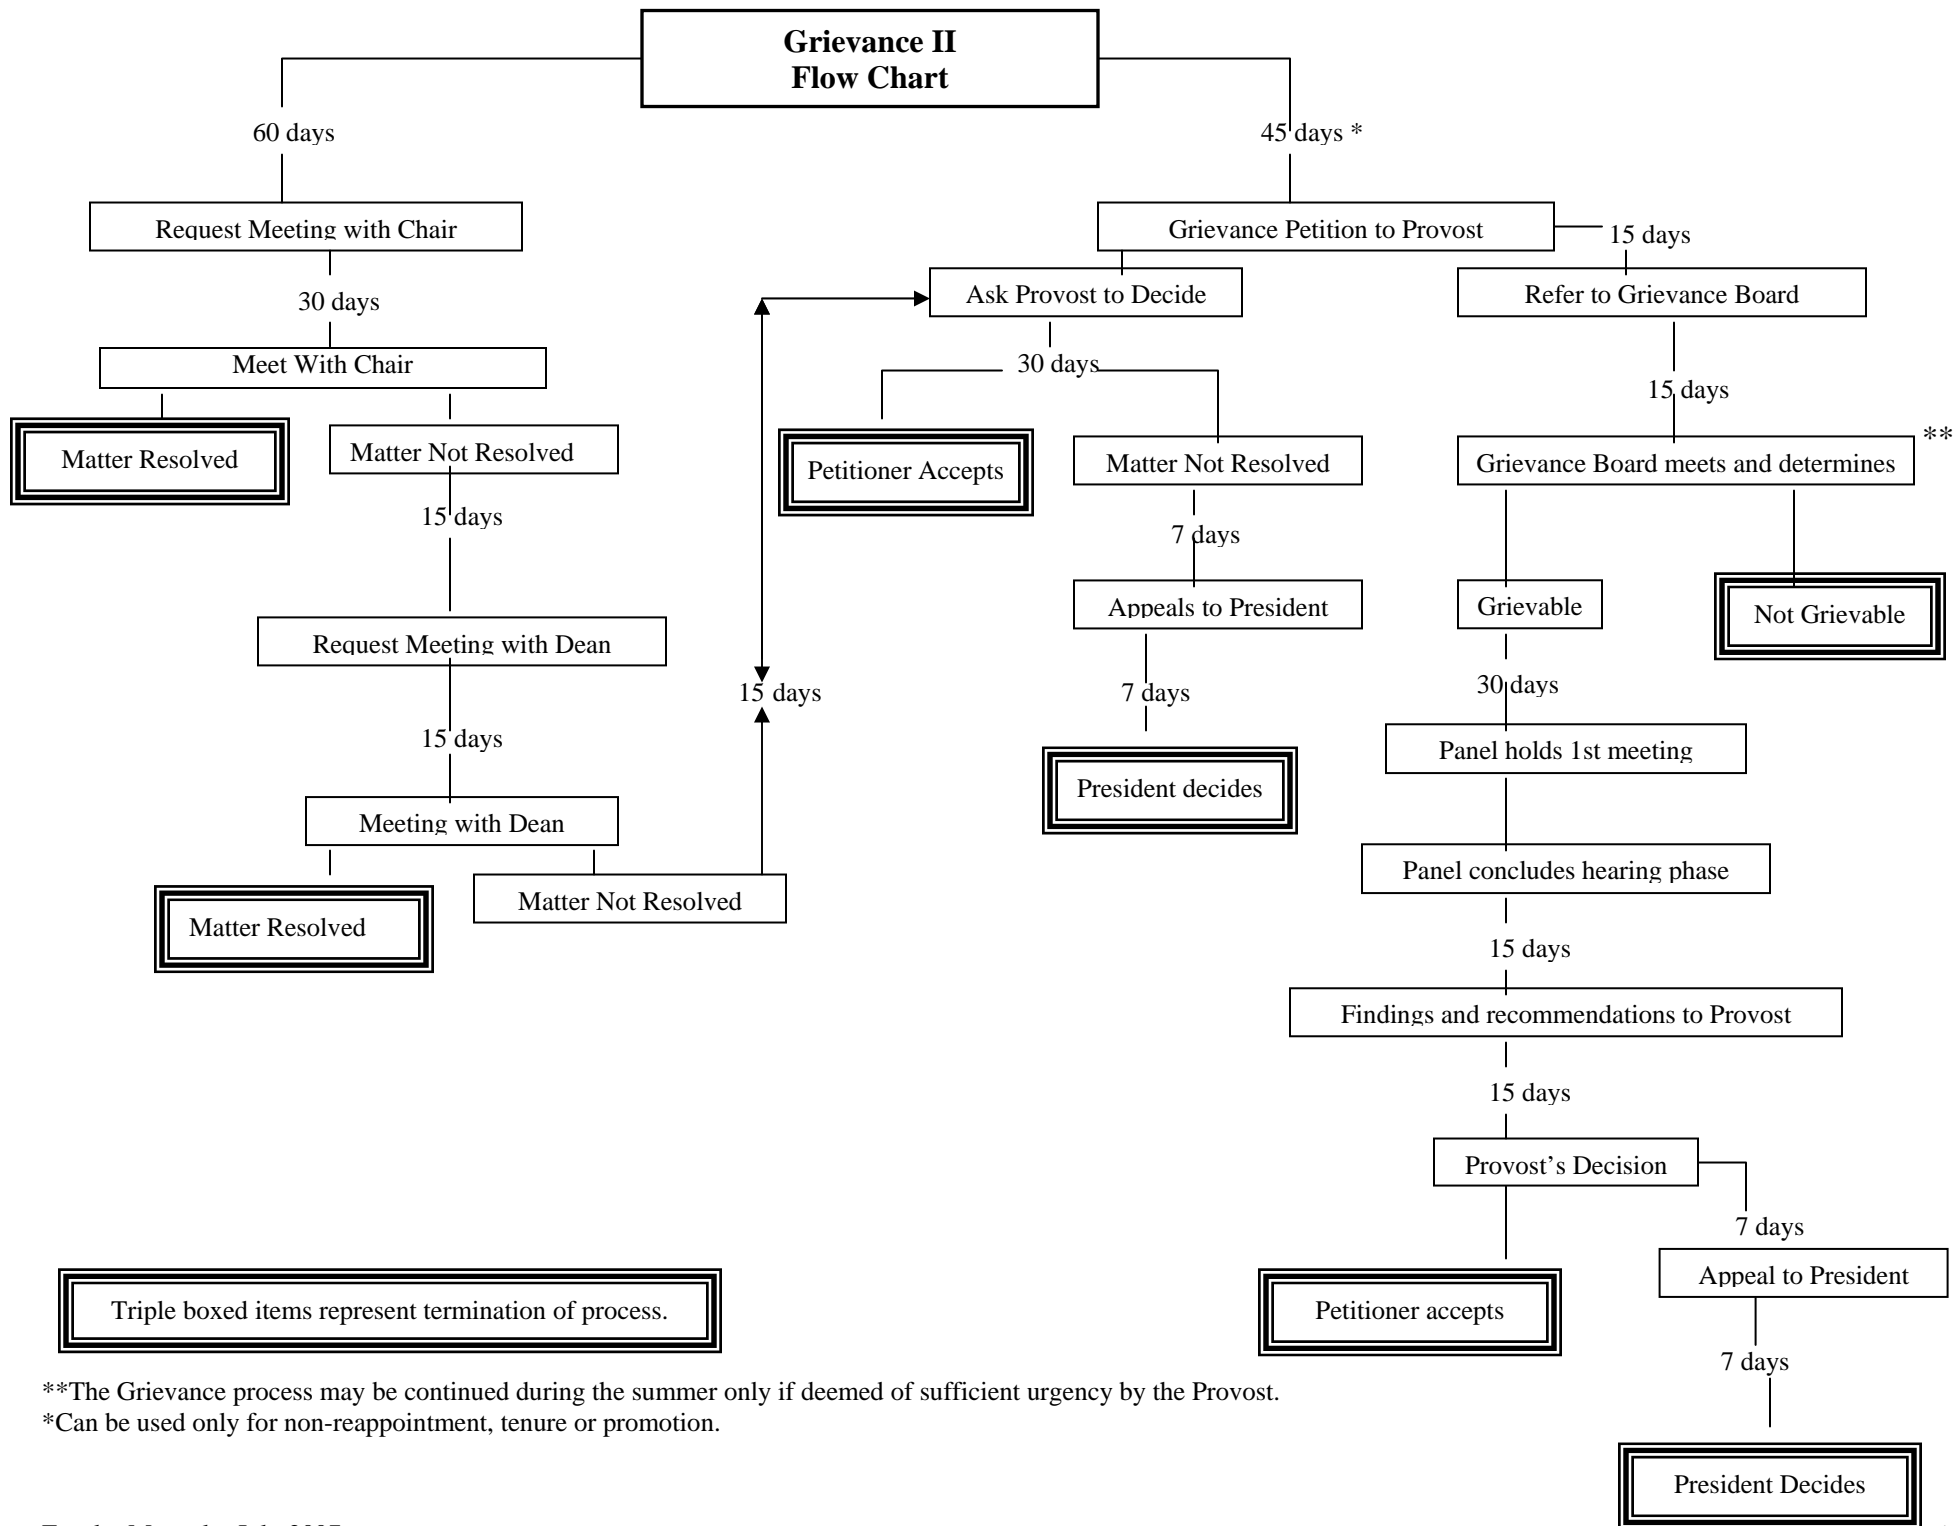 Grievance II
Flow Chart
60 days
45 days *
Request Meeting with Chair
Grievance Petition to Provost
15 days
30 days
Ask Provost to Decide
Refer to Grievance Board
Meet With Chair
30 days
15 days
Matter Resolved
Matter Not Resolved
Petitioner Accepts
Matter Not Resolved
Grievance Board meets and determines
**
15 days
7 days
Request Meeting with Dean
Appeals to President
Grievable
Not Grievable
15 days
15 days
7 days
30 days
Panel holds 1st meeting
President decides
Meeting with Dean
Panel concludes hearing phase
Matter Resolved
Matter Not Resolved
15 days
Findings and recommendations to Provost
15 days
Provost’s Decision
7 days
Appeal to President
Triple boxed items represent termination of process.
Petitioner accepts
7 days
**The Grievance process may be continued during the summer only if deemed of sufficient urgency by the Provost.
*Can be used only for non-reappointment, tenure or promotion.
President Decides